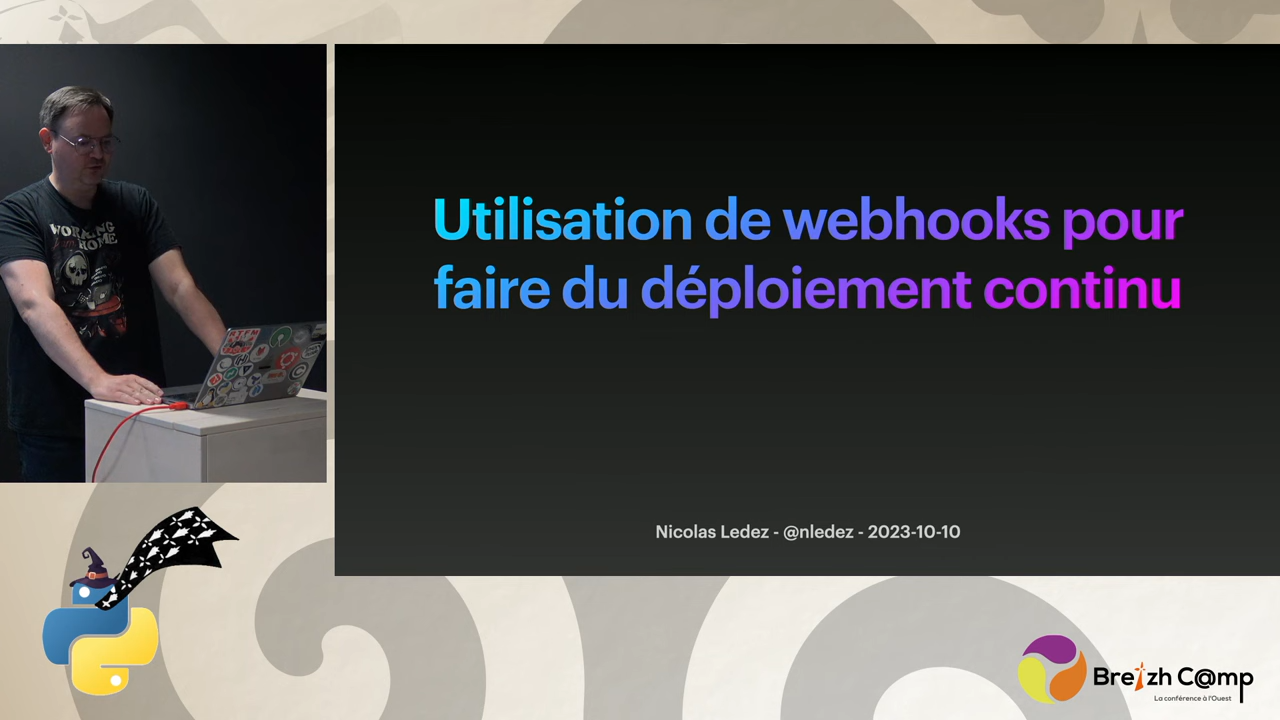 Utilisation de webhooks pour
faire du déploiement continu
Nicolas Ledez - @nledez - 2023-10-10
WORKING
HOME
Breizh C@mp
La conférence à l'Ouest